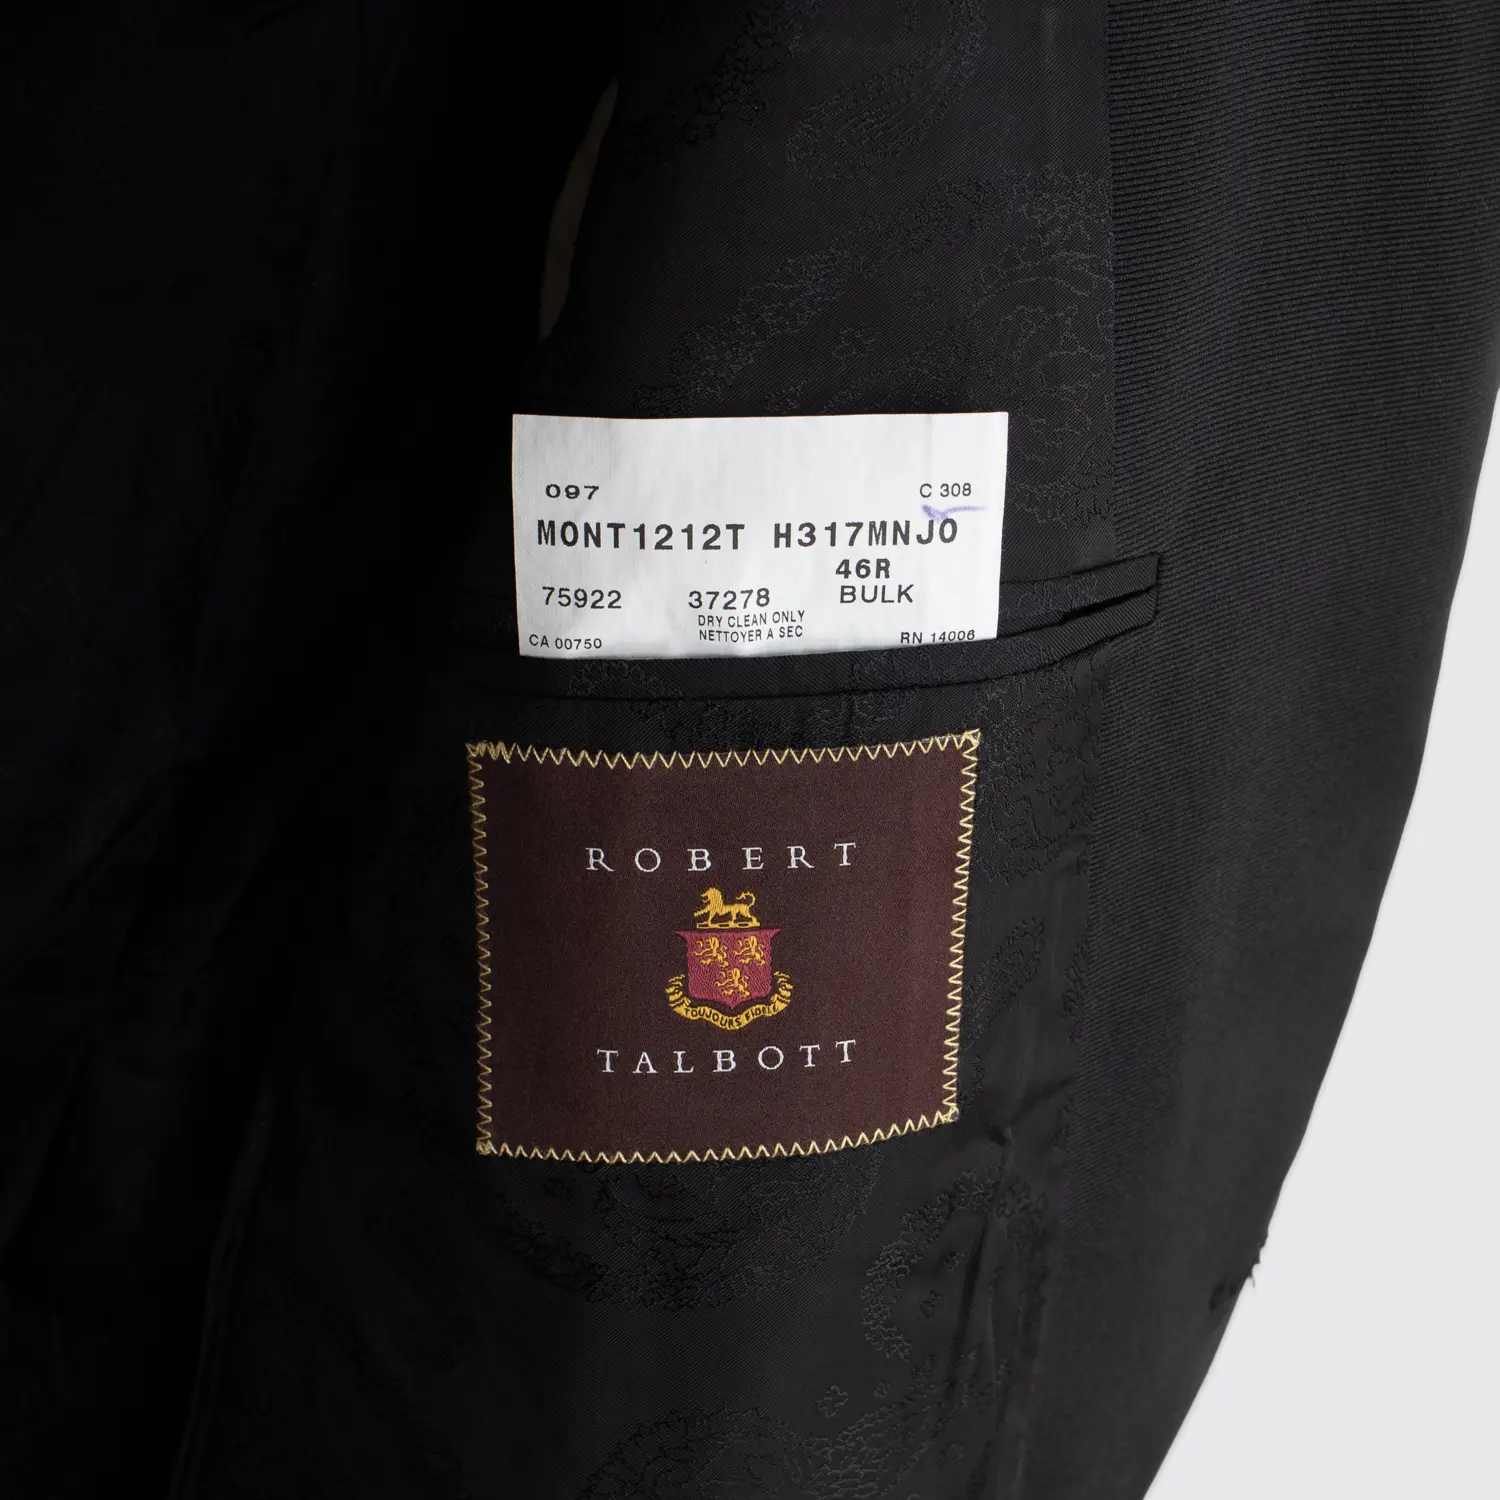 097 C 308
MONT1212T H317MNJO
46R
75922 37278 BULK
DRY CLEAN ONLY
NETTOYER A SEC
CA 00750 RN 14006
ROBERT
TOUJOURS FIDELE
TALBOTT